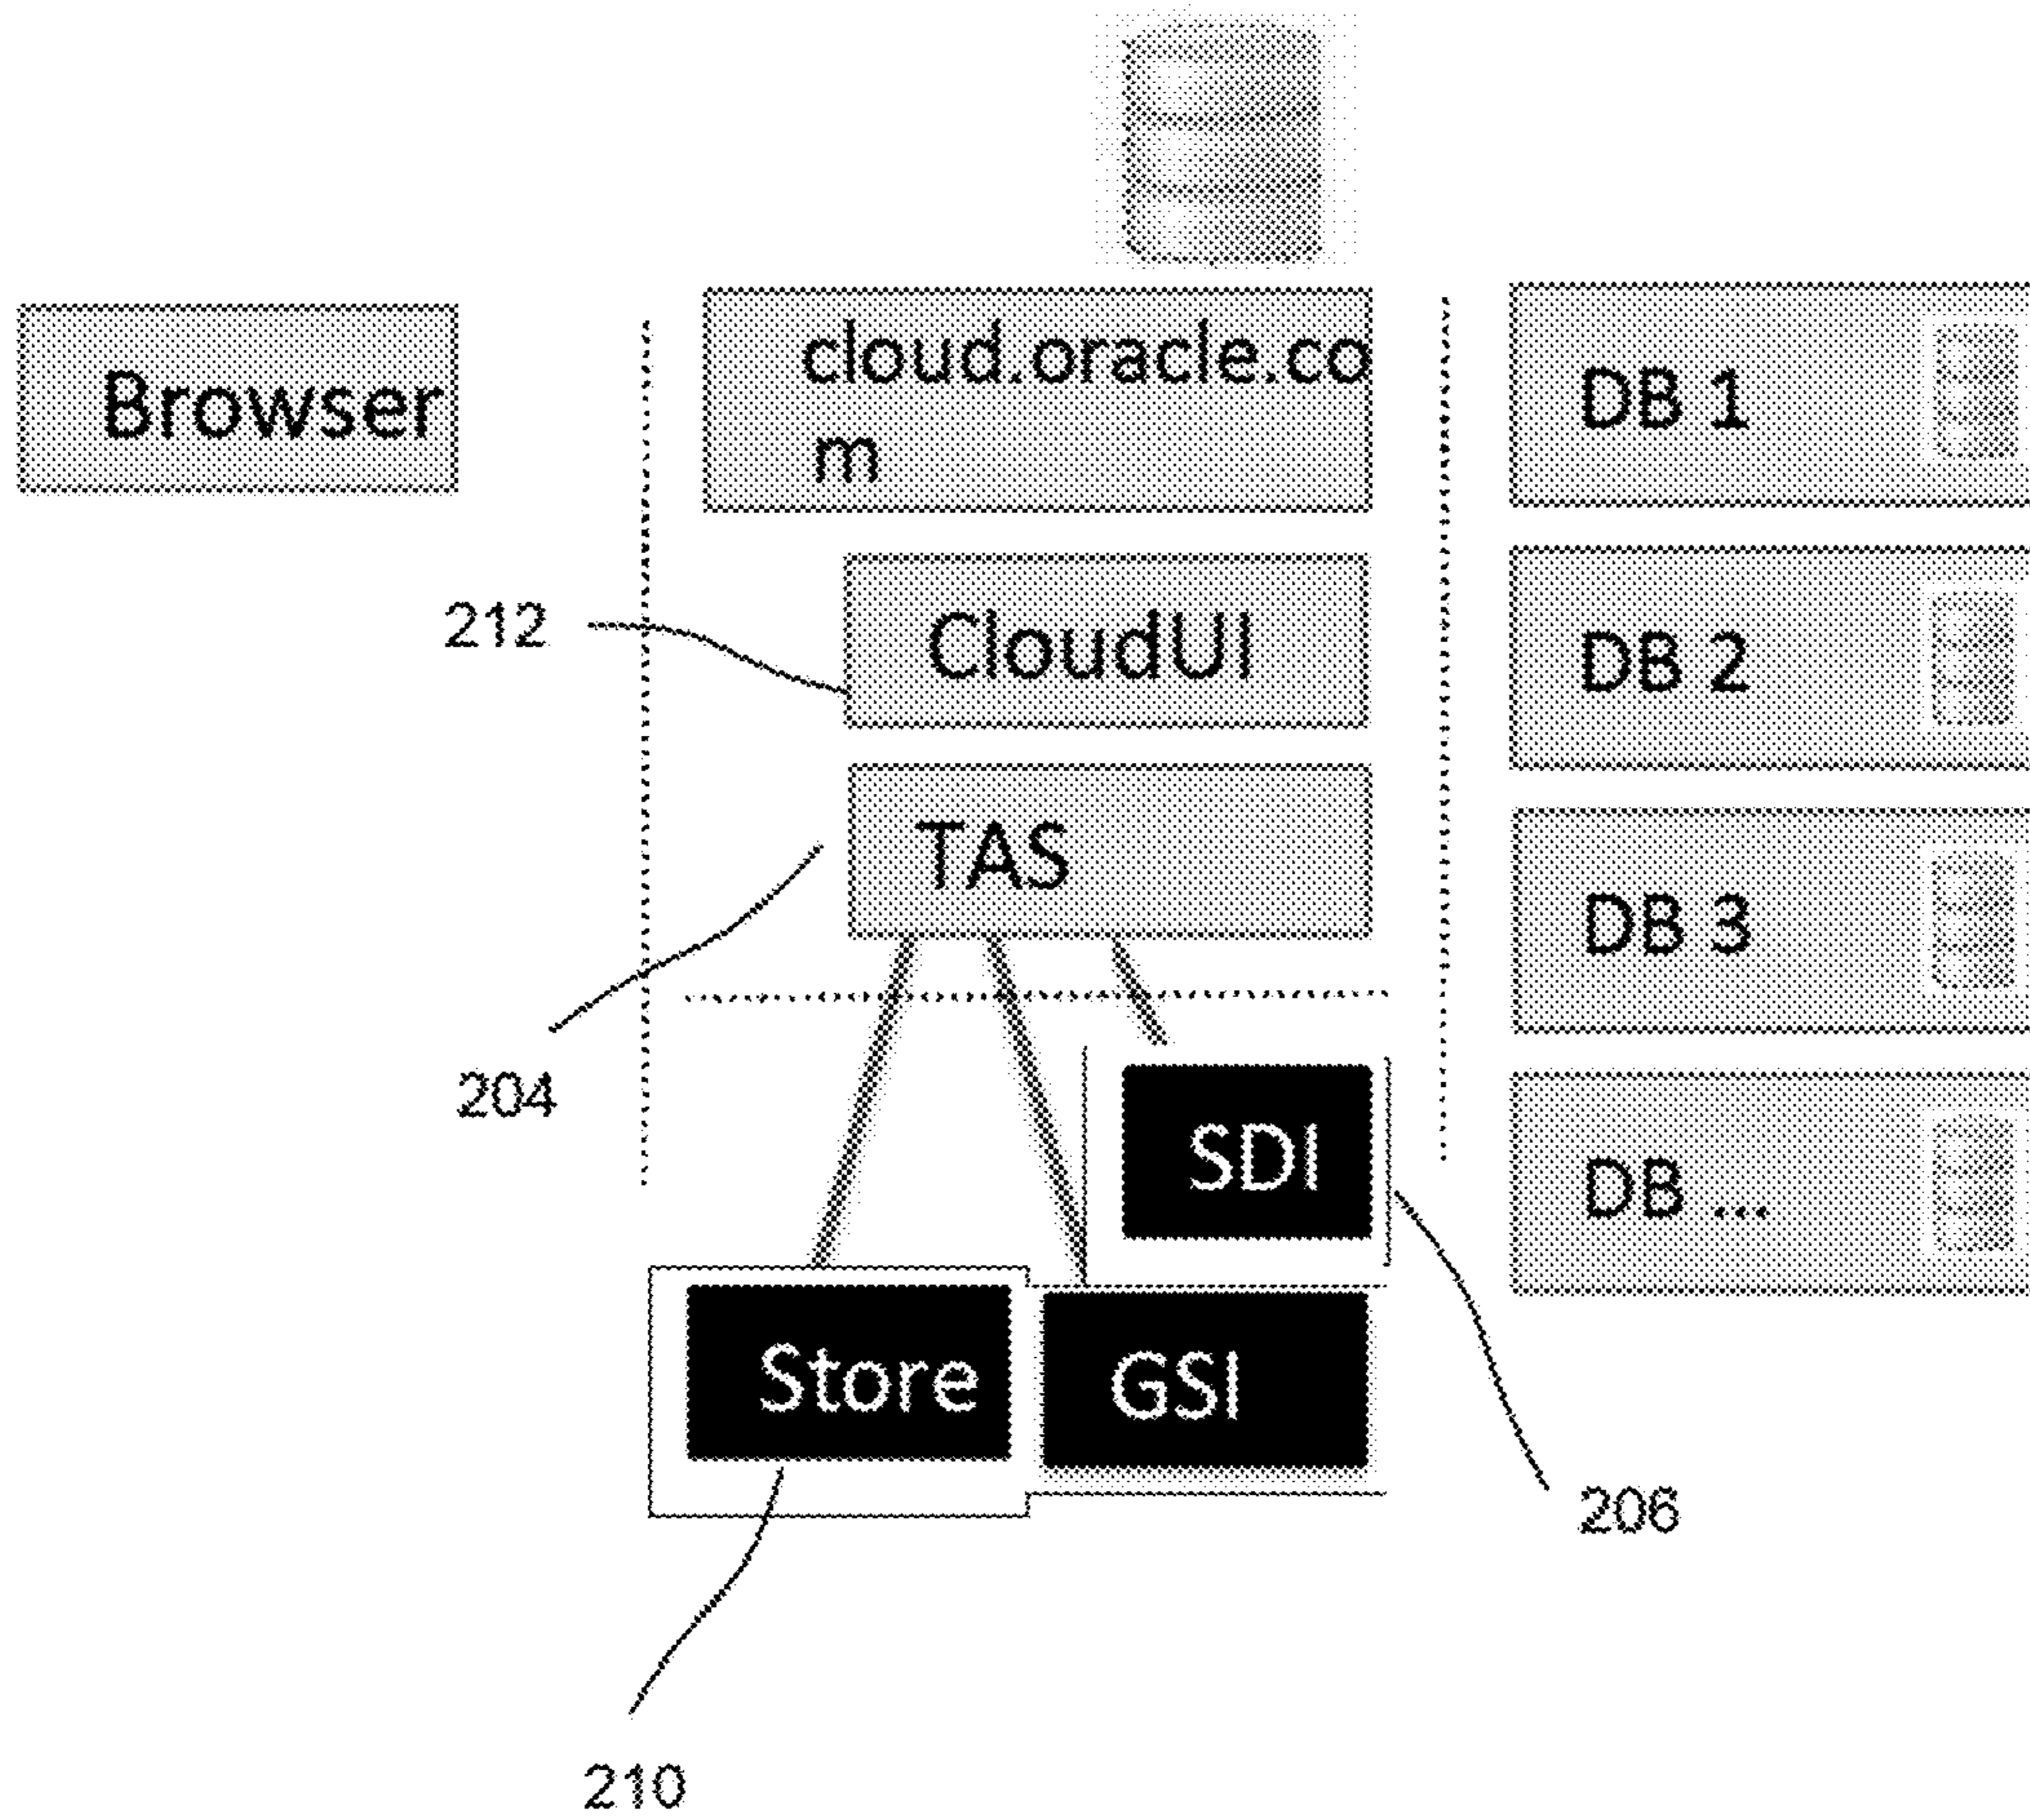 Browser
cloud.oracle.co
m
DB 1
212
CloudUI
DB 2
TAS
DB 3
204
SDI
DB ...
Store
GSI
206
210